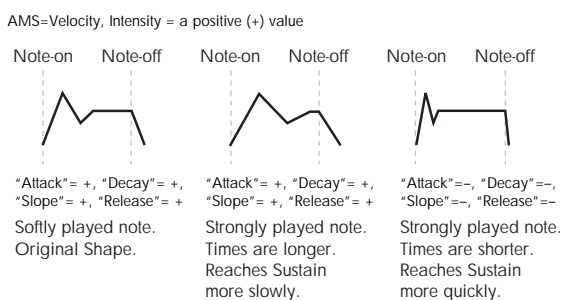 AMS=Velocity, Intensity = a positive (+) value
Note-on Note-off
"Attack"= +, "Decay"= +,
"Slope"= +, "Release"= +
Softly played note.
Original Shape.
Note-on Note-off
"Attack"= +, "Decay"= +,
"Slope"= +, "Release"= +
Strongly played note.
Times are longer.
Reaches Sustain
more slowly.
Note-on Note-off
"Attack"=–, "Decay"=–,
"Slope"=–, "Release"=–
Strongly played note.
Times are shorter.
Reaches Sustain
more quickly.